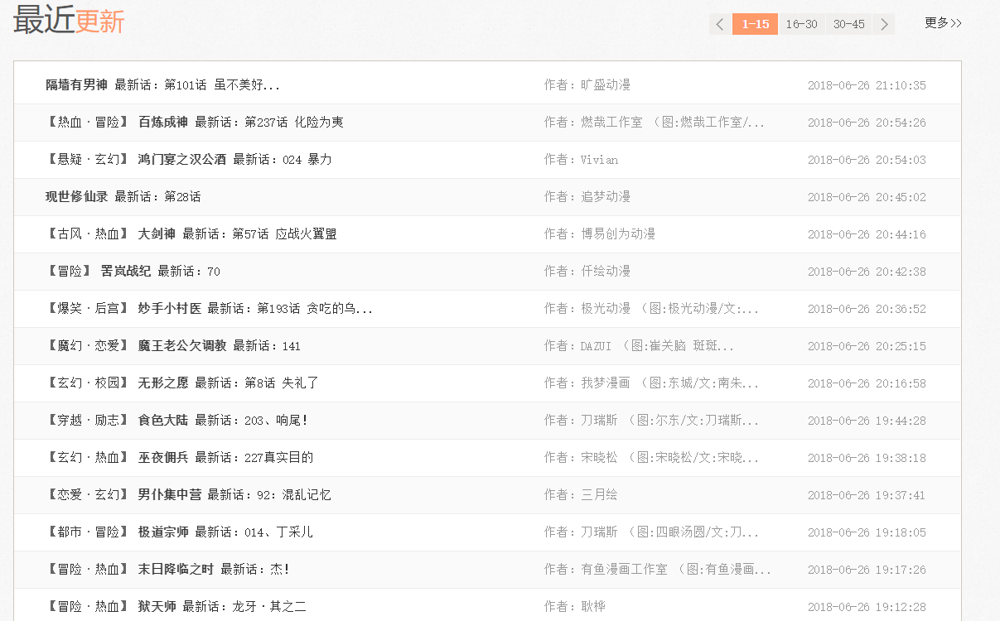 最近更新 1-15 16-30 30-45 更多>>
隔墙有男神 最新话：第101话 虽不美好... 作者：旷盛动漫 2018-06-26 21:10:35
【热血·冒险】 百炼成神 最新话：第237话 化险为夷 作者：燃哉工作室 （图:燃哉工作室/... 2018-06-26 20:54:26
【悬疑·玄幻】 鸿门宴之汉公酒 最新话：024 暴力 作者：Vivian 2018-06-26 20:54:03
现世修仙录 最新话：第28话 作者：追梦动漫 2018-06-26 20:45:02
【古风·热血】 大剑神 最新话：第57话 应战火翼盟 作者：博易创为动漫 2018-06-26 20:44:16
【冒险】 罟岚战纪 最新话：70 作者：仟绘动漫 2018-06-26 20:42:38
【爆笑·后宫】 妙手小村医 最新话：第193话 贪吃的乌... 作者：极光动漫 （图:极光动漫/文:... 2018-06-26 20:36:52
【魔幻·恋爱】 魔王老公欠调教 最新话：141 作者：DAZUI （图:崔关脑 斑斑... 2018-06-26 20:25:15
【玄幻·校园】 无形之愿 最新话：第8话 失礼了 作者：我梦漫画 （图:东城/文:南朱... 2018-06-26 20:16:58
【穿越·励志】 食色大陆 最新话：203、响尾！ 作者：刀瑞斯 （图:尔东/文:刀瑞斯... 2018-06-26 19:44:28
【玄幻·热血】 巫夜佣兵 最新话：227真实目的 作者：宋晓松 （图:宋晓松/文:宋晓... 2018-06-26 19:38:18
【恋爱·玄幻】 男仆集中营 最新话：92：混乱记忆 作者：三月绘 2018-06-26 19:37:41
【都市·冒险】 极道宗师 最新话：014、丁采儿 作者：刀瑞斯 （图:四眼汤圆/文:刀... 2018-06-26 19:18:05
【冒险·热血】 末日降临之时 最新话：杰！ 作者：有鱼漫画工作室 （图:有鱼漫画... 2018-06-26 19:17:26
【冒险·热血】 狱天师 最新话：龙牙·其之二 作者：耿桦 2018-06-26 19:12:28